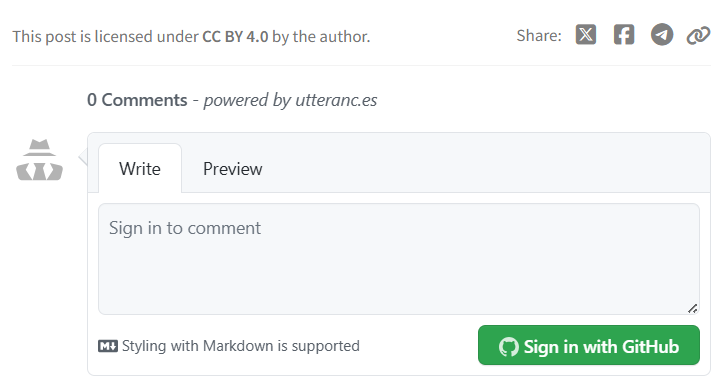 This post is licensed under CC BY 4.0 by the author.
Share:
0 Comments - powered by utteranc.es
Write
Preview
Sign in to comment
Styling with Markdown is supported
Sign in with GitHub